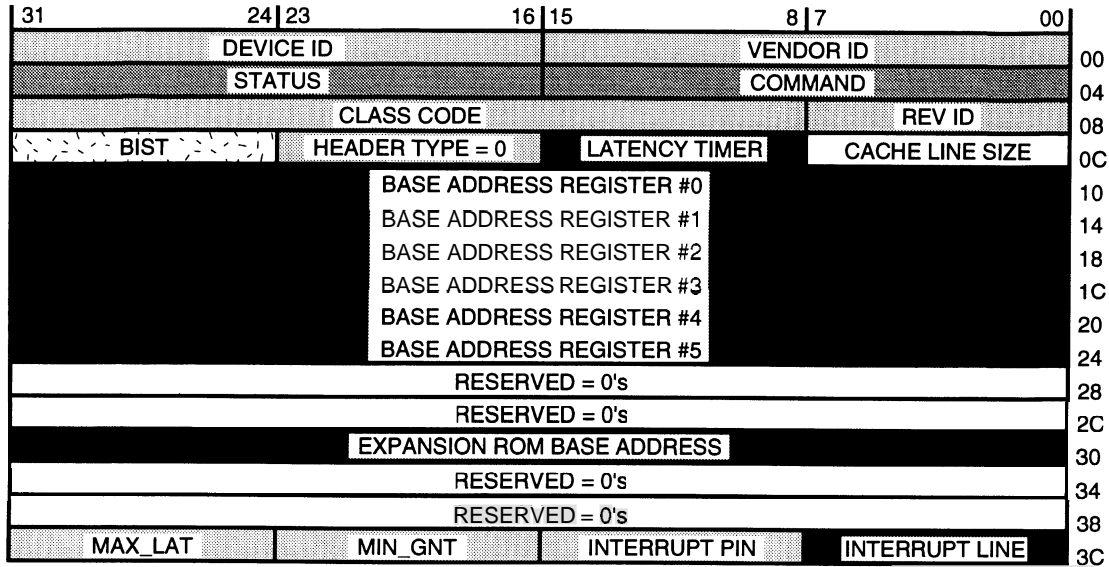 31 24 23 16 15 8 7 00
DEVICE ID VENDOR ID 00
STATUS COMMAND 04
CLASS CODE REV ID 08
BIST HEADER TYPE = 0 LATENCY TIMER CACHE LINE SIZE 0C
BASE ADDRESS REGISTER #0 10
BASE ADDRESS REGISTER #1 14
BASE ADDRESS REGISTER #2 18
BASE ADDRESS REGISTER #3 1C
BASE ADDRESS REGISTER #4 20
BASE ADDRESS REGISTER #5 24
RESERVED = 0's 28
RESERVED = 0's 2C
EXPANSION ROM BASE ADDRESS 30
RESERVED = 0's 34
RESERVED = 0's 38
MAX_LAT MIN_GNT INTERRUPT PIN INTERRUPT LINE 3C